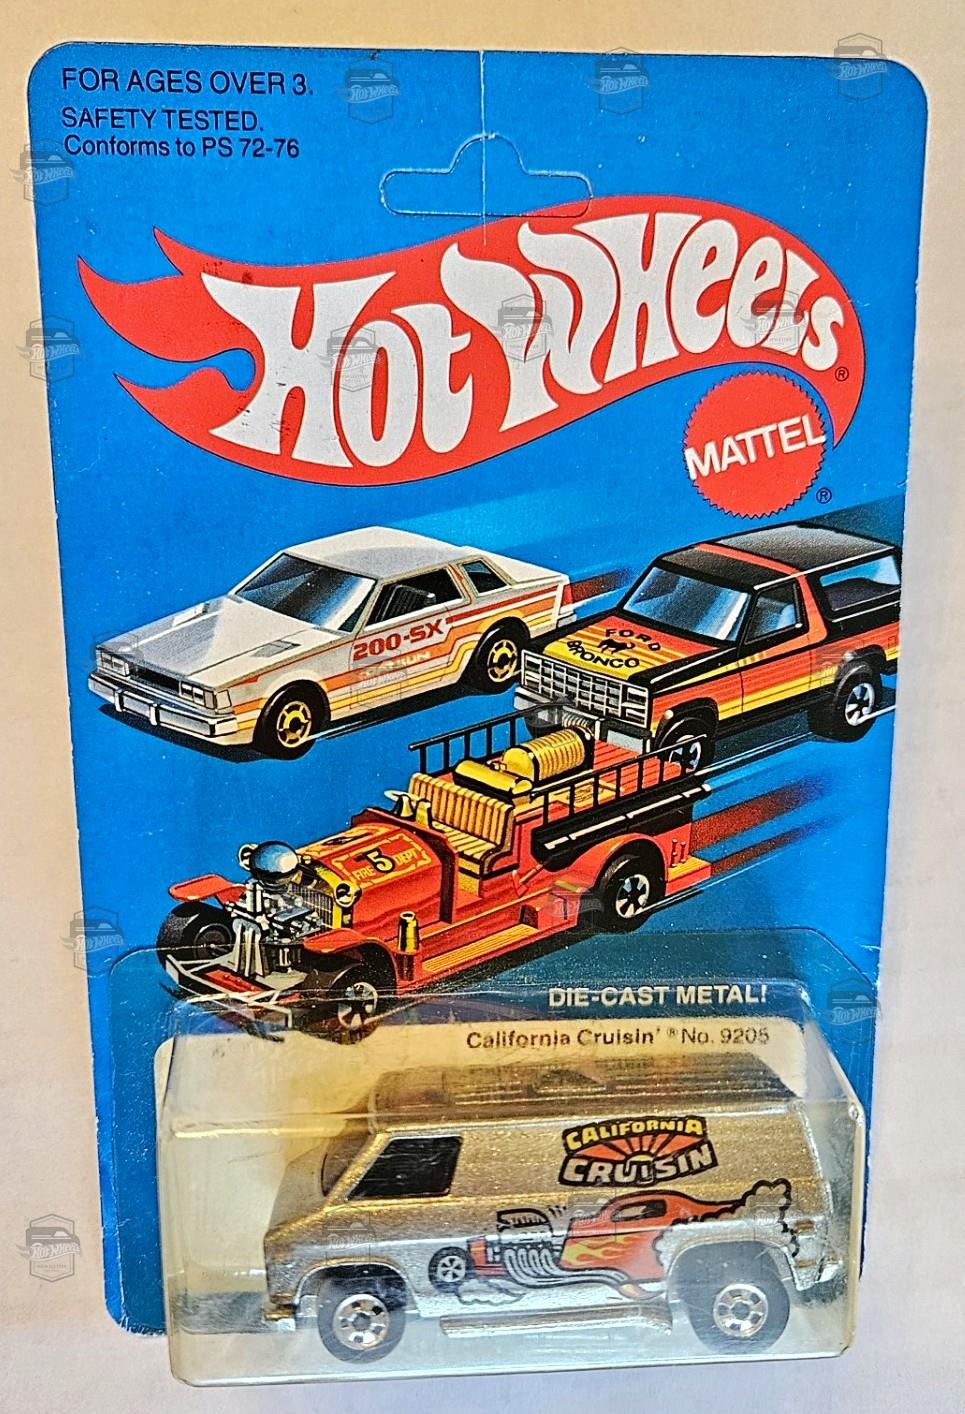 FOR AGES OVER 3.
SAFETY TESTED.
Conforms to PS 72-76
Hot Wheels®
MATTEL
®
200-SX
DATSUN
FORD
BRONCO
5
FIRE DEPT
DIE-CAST METAL!
California Cruisin'® No. 9205
CALIFORNIA
CRUISIN